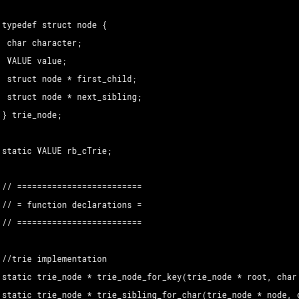 typedef struct node {
char character;
VALUE value;
struct node * first_child;
struct node * next_sibling;
} trie_node;
static VALUE rb_cTrie;
// =========================
// = function declarations =
// =========================
//trie implementation
static trie_node * trie_node_for_key(trie_node * root, char
static trie_node * trie_sibling_for_char(trie_node * node,